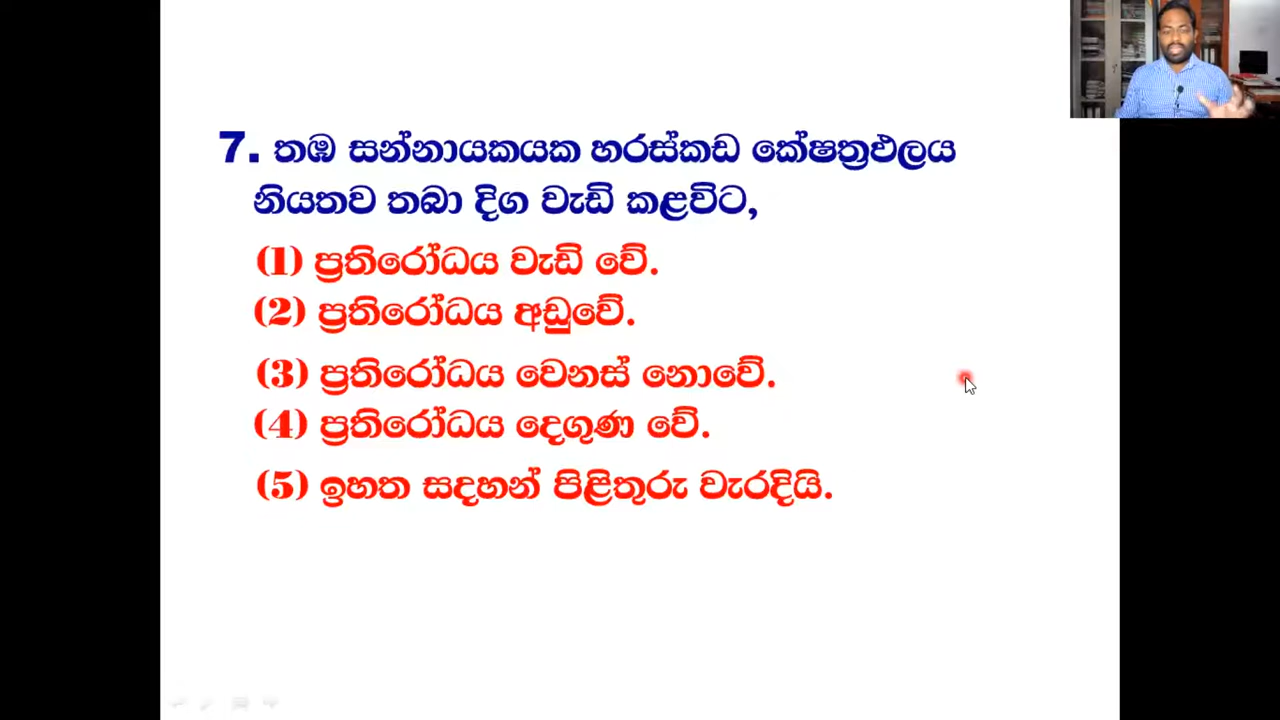 7. තඹ සන්නායකයක හරස්කඩ කේෂත්‍රඵලය
නියතව තබා දිග වැඩි කළවිට,
(1) ප්‍රතිරෝධය වැඩි වේ.
(2) ප්‍රතිරෝධය අඩුවේ.
(3) ප්‍රතිරෝධය වෙනස් නොවේ.
(4) ප්‍රතිරෝධය දෙගුණ වේ.
(5) ඉහත සදහන් පිළිතුරු වැරදියි.